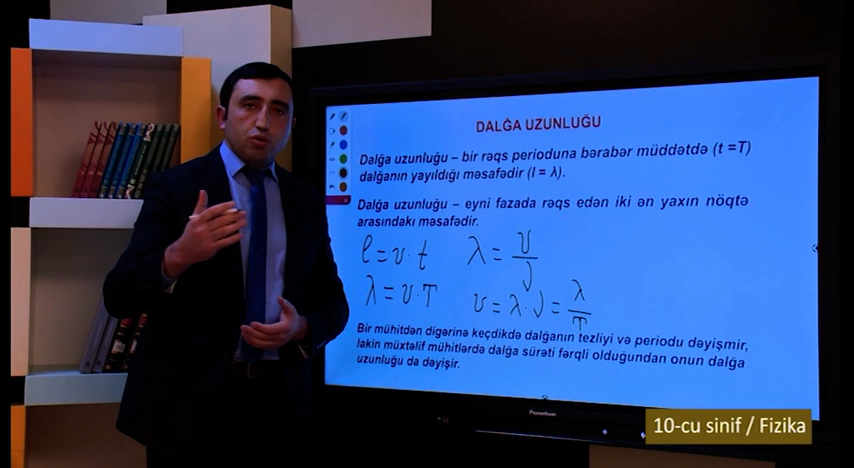 DALĞA UZUNLUĞU
Dalğa uzunluğu – bir rəqs perioduna bərabər müddətdə (t =T)
dalğanın yayıldığı məsafədir (l = λ).
Dalğa uzunluğu – eyni fazada rəqs edən iki ən yaxın nöqtə
arasındakı məsafədir.
ℓ = υ · t λ = υ/ν
λ = υ · T υ = λ · ν = λ/T
Bir mühitdən digərinə keçdikdə dalğanın tezliyi və periodu dəyişmir,
lakin müxtəlif mühitlərdə dalğa sürəti fərqli olduğundan onun dalğa
uzunluğu da dəyişir.
Promethean
10-cu sinif / Fizika